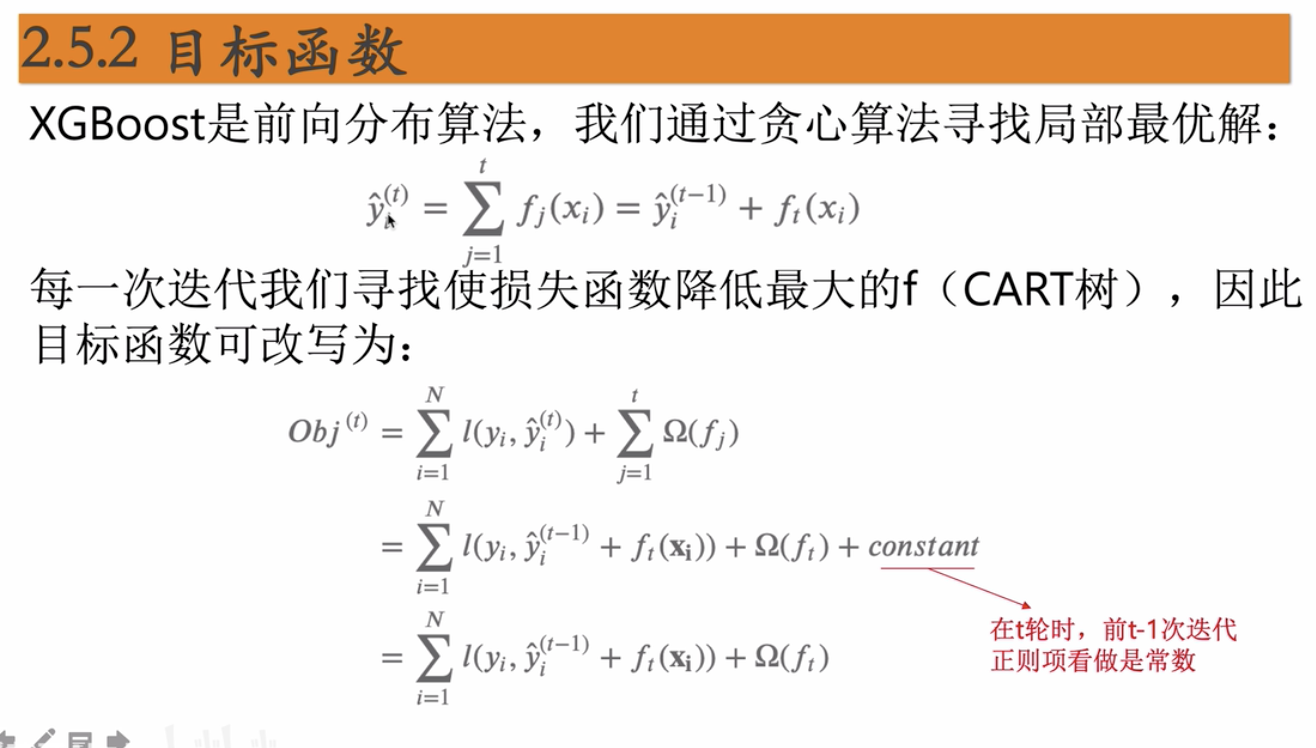 2.5.2 目标函数
XGBoost是前向分布算法，我们通过贪心算法寻找局部最优解：
$\hat{y}_i^{(t)} = \sum_{j=1}^{t} f_j(x_i) = \hat{y}_i^{(t-1)} + f_t(x_i)$
每一次迭代我们寻找使损失函数降低最大的f（CART树），因此
目标函数可改写为：
$Obj^{(t)} = \sum_{i=1}^{N} l(y_i, \hat{y}_i^{(t)}) + \sum_{j=1}^{t} \Omega(f_j)$
$= \sum_{i=1}^{N} l(y_i, \hat{y}_i^{(t-1)} + f_t(\mathbf{x_i})) + \Omega(f_t) + constant$
在t轮时，前t-1次迭代
正则项看做是常数
$= \sum_{i=1}^{N} l(y_i, \hat{y}_i^{(t-1)} + f_t(\mathbf{x_i})) + \Omega(f_t)$